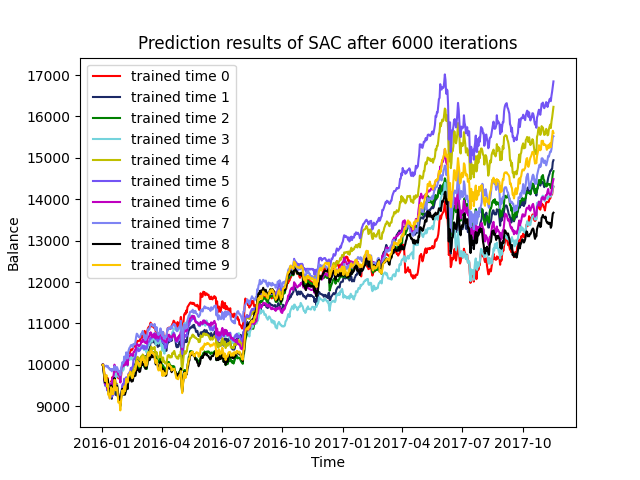 Prediction results of SAC after 6000 iterations
17000
16000
15000
14000
13000
12000
11000
10000
9000
Balance
trained time 0
trained time 1
trained time 2
trained time 3
trained time 4
trained time 5
trained time 6
trained time 7
trained time 8
trained time 9
2016-01 2016-04 2016-07 2016-10 2017-01 2017-04 2017-07 2017-10
Time